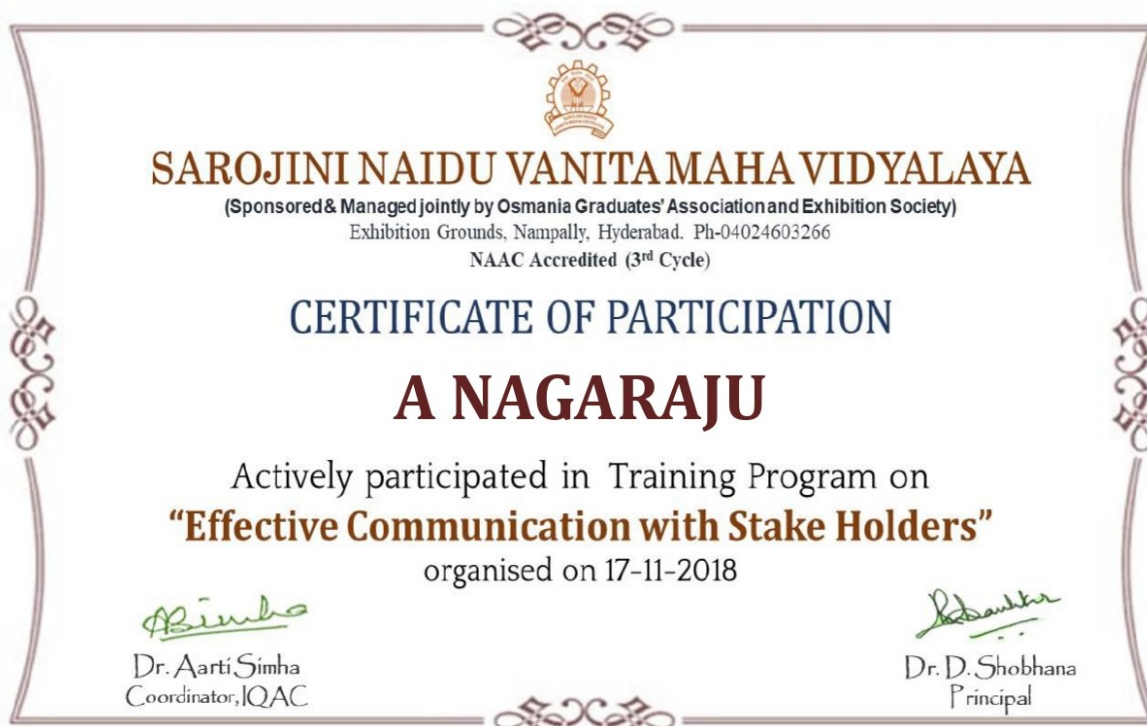 SAROJINI NAIDU VANITA MAHA VIDYALAYA
(Sponsored & Managed jointly by Osmania Graduates' Association and Exhibition Society)
Exhibition Grounds, Nampally, Hyderabad. Ph-04024603266
NAAC Accredited (3rd Cycle)
CERTIFICATE OF PARTICIPATION
A NAGARAJU
Actively participated in Training Program on
“Effective Communication with Stake Holders”
organised on 17-11-2018
Dr. Aarti Simha
Coordinator, IQAC
Dr. D. Shobhana
Principal